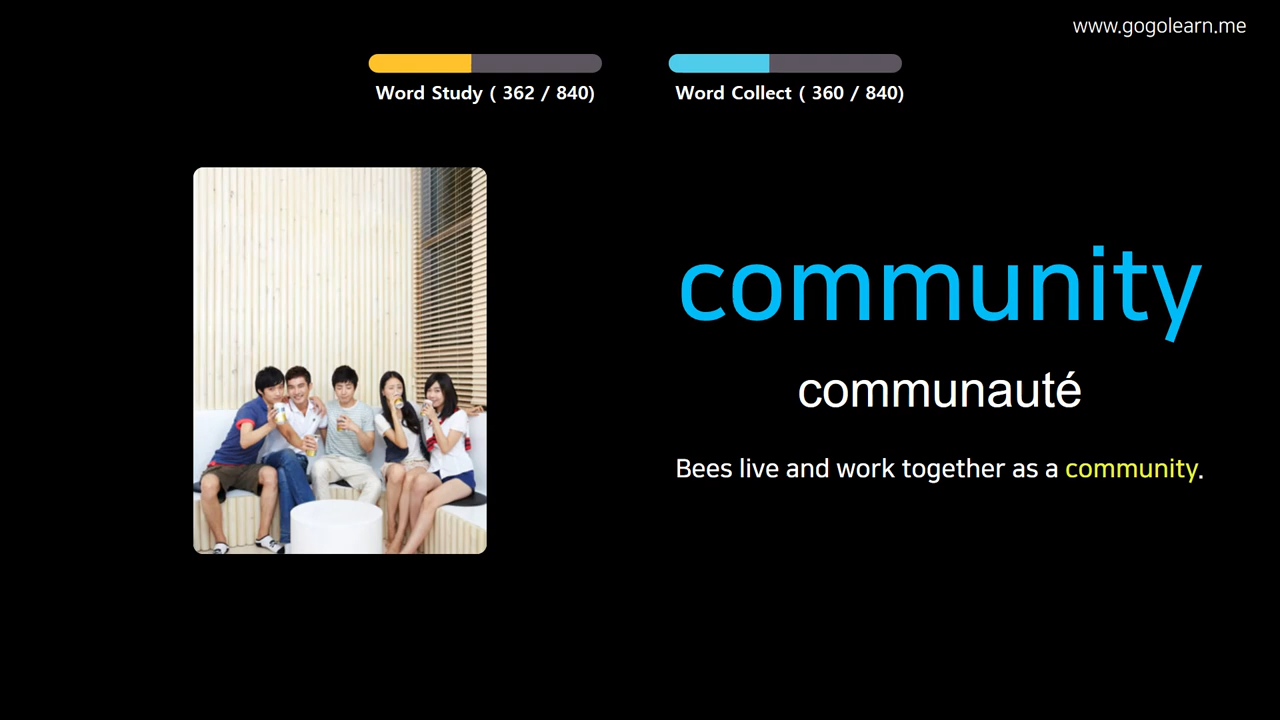 www.gogolearn.me
Word Study ( 362 / 840)
Word Collect ( 360 / 840)
community
communauté
Bees live and work together as a community.